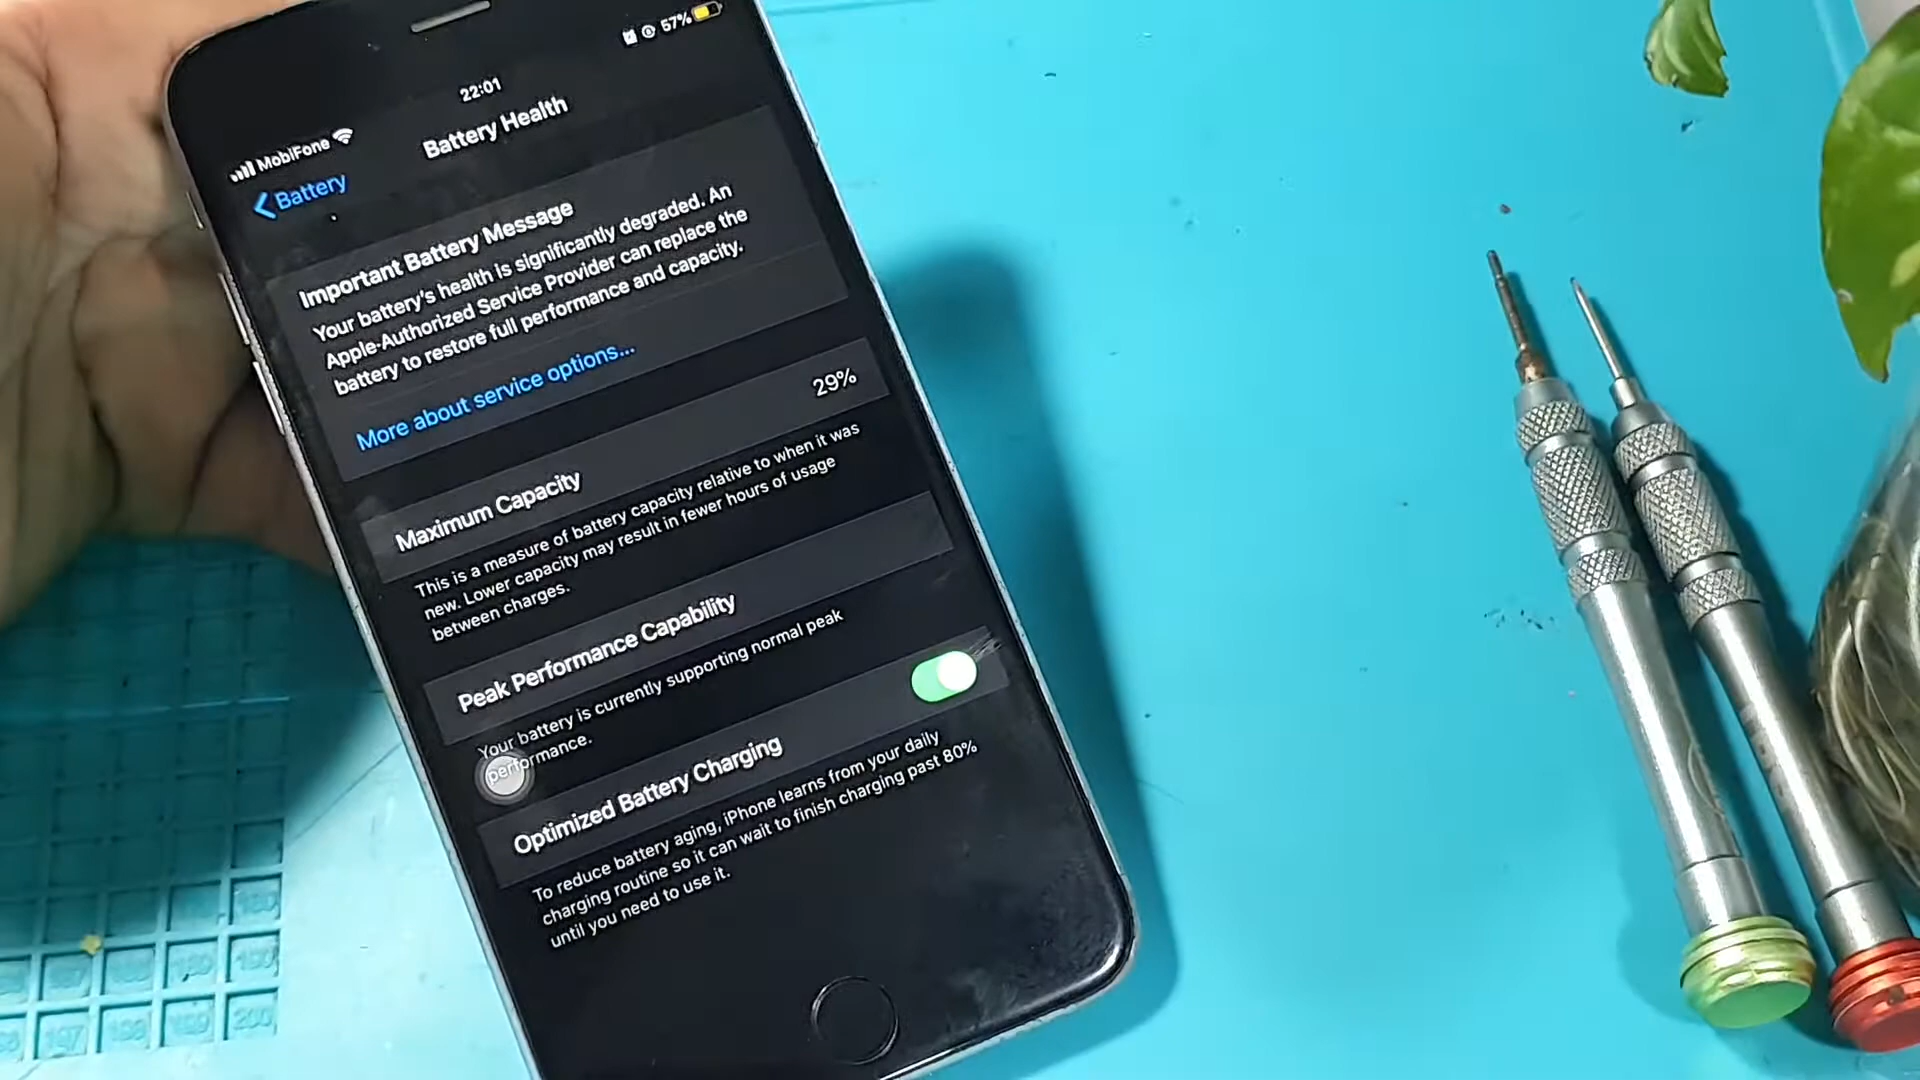 57%
22:01
MobiFone
Battery Health
Battery
Important Battery Message
Your battery's health is significantly degraded. An
Apple-Authorized Service Provider can replace the
battery to restore full performance and capacity.
More about service options...
29%
Maximum Capacity
This is a measure of battery capacity relative to when it was
new. Lower capacity may result in fewer hours of usage
between charges.
Peak Performance Capability
Your battery is currently supporting normal peak
performance.
Optimized Battery Charging
To reduce battery aging, iPhone learns from your daily
charging routine so it can wait to finish charging past 80%
until you need to use it.
197 198 199 200